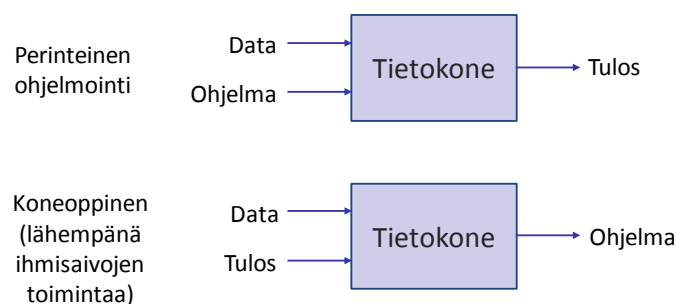 Perinteinen
ohjelmointi
Data
Ohjelma
Tietokone
Tulos
Koneoppinen
(lähempänä
ihmisaivojen
toimintaa)
Data
Tulos
Tietokone
Ohjelma